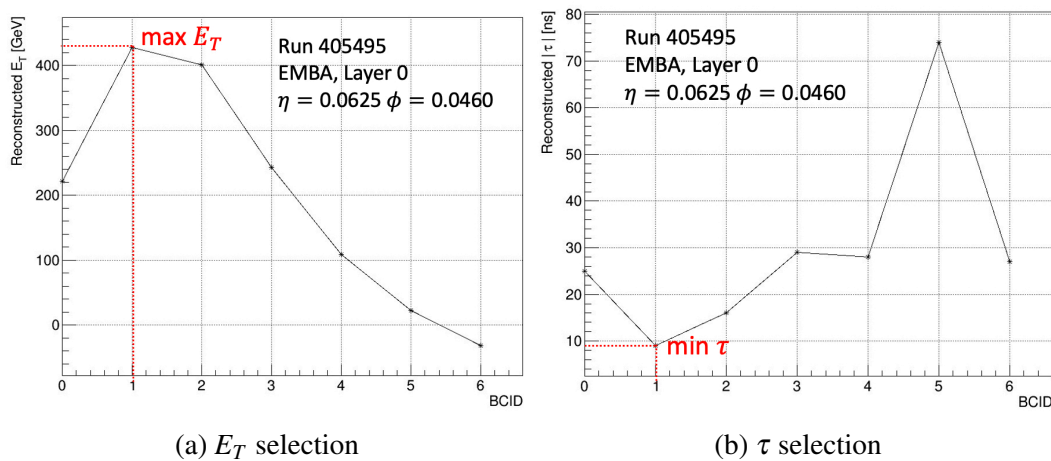 Reconstructed E_T [GeV]
400
300
200
100
0
0 1 2 3 4 5 6
BCID
max E_T
Run 405495
EMBA, Layer 0
η = 0.0625 ϕ = 0.0460
(a) E_T selection
Reconstructed | τ | [ns]
80
70
60
50
40
30
20
10
0 1 2 3 4 5 6
BCID
Run 405495
EMBA, Layer 0
η = 0.0625 ϕ = 0.0460
min τ
(b) τ selection